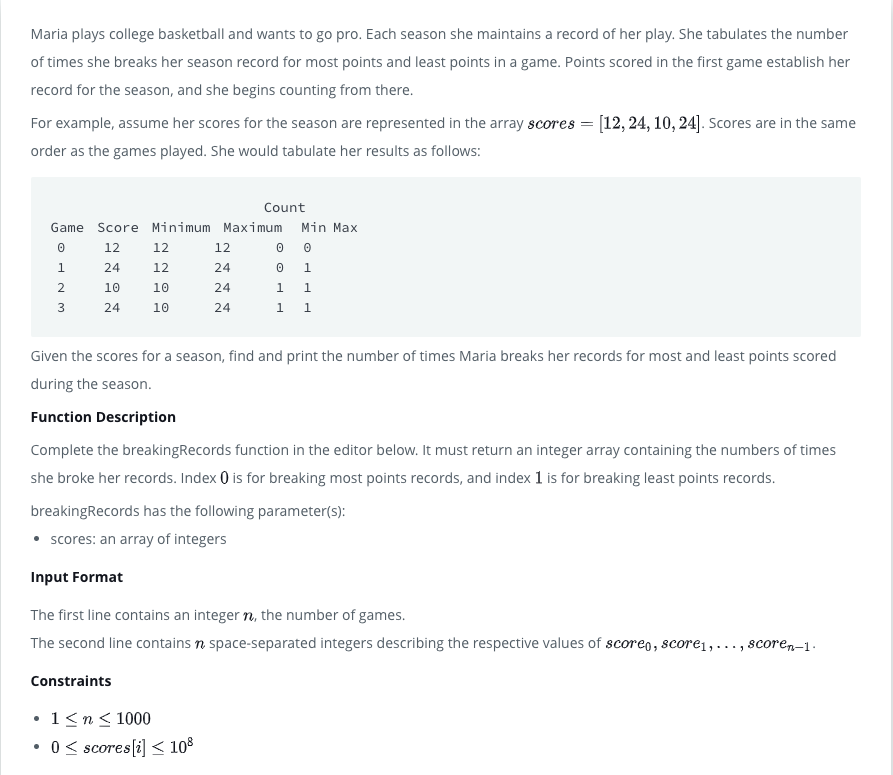 Maria plays college basketball and wants to go pro. Each season she maintains a record of her play. She tabulates the number
of times she breaks her season record for most points and least points in a game. Points scored in the first game establish her
record for the season, and she begins counting from there.
For example, assume her scores for the season are represented in the array scores = [12, 24, 10, 24]. Scores are in the same
order as the games played. She would tabulate her results as follows:
Count
Game Score Minimum Maximum Min Max
0 12 12 12 0 0
1 24 12 24 0 1
2 10 10 24 1 1
3 24 10 24 1 1
Given the scores for a season, find and print the number of times Maria breaks her records for most and least points scored
during the season.
Function Description
Complete the breakingRecords function in the editor below. It must return an integer array containing the numbers of times
she broke her records. Index 0 is for breaking most points records, and index 1 is for breaking least points records.
breakingRecords has the following parameter(s):
• scores: an array of integers
Input Format
The first line contains an integer n, the number of games.
The second line contains n space-separated integers describing the respective values of score₀, score₁, . . . , scoreₙ₋₁.
Constraints
• 1 ≤ n ≤ 1000
• 0 ≤ scores[i] ≤ 10⁸